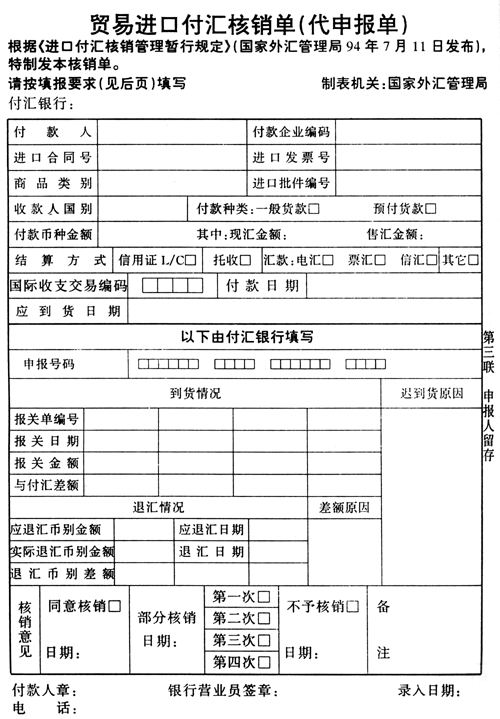 贸易进口付汇核销单(代申报单)
根据《进口付汇核销管理暂行规定》(国家外汇管理局94年7月11日发布),
特制发本核销单。
请按填报要求(见后页)填写 制表机关:国家外汇管理局
付汇银行:
付款人 付款企业编码
进口合同号 进口发票号
商品类别 进口批件编号
收款人国别 付款种类:一般货款□ 预付货款□
付款币种金额 其中:现汇金额: 售汇金额:
结算方式 信用证L/C□ 托收□ 汇款:电汇□ 票汇□ 信汇□ 其它□
国际收支交易编码 □□□□ 付款日期
应到货日期
以下由付汇银行填写
申报号码 □□□□□□ □□□□ □□ □□□□□□ □□□□
到货情况 迟到货原因
报关单编号
报关日期
报关金额
与付汇差额
退汇情况 差额原因
应退汇币别金额 应退汇日期
实际退汇币别金额 退汇日期
退汇币别差额
核销意见 同意核销□ 日期: 部分核销 日期: 第一次□ 第二次□ 第三次□ 第四次□ 不予核销□ 日期: 备注
付款人章: 银行营业员签章: 录入日期:
电话:
第三联 申报人留存